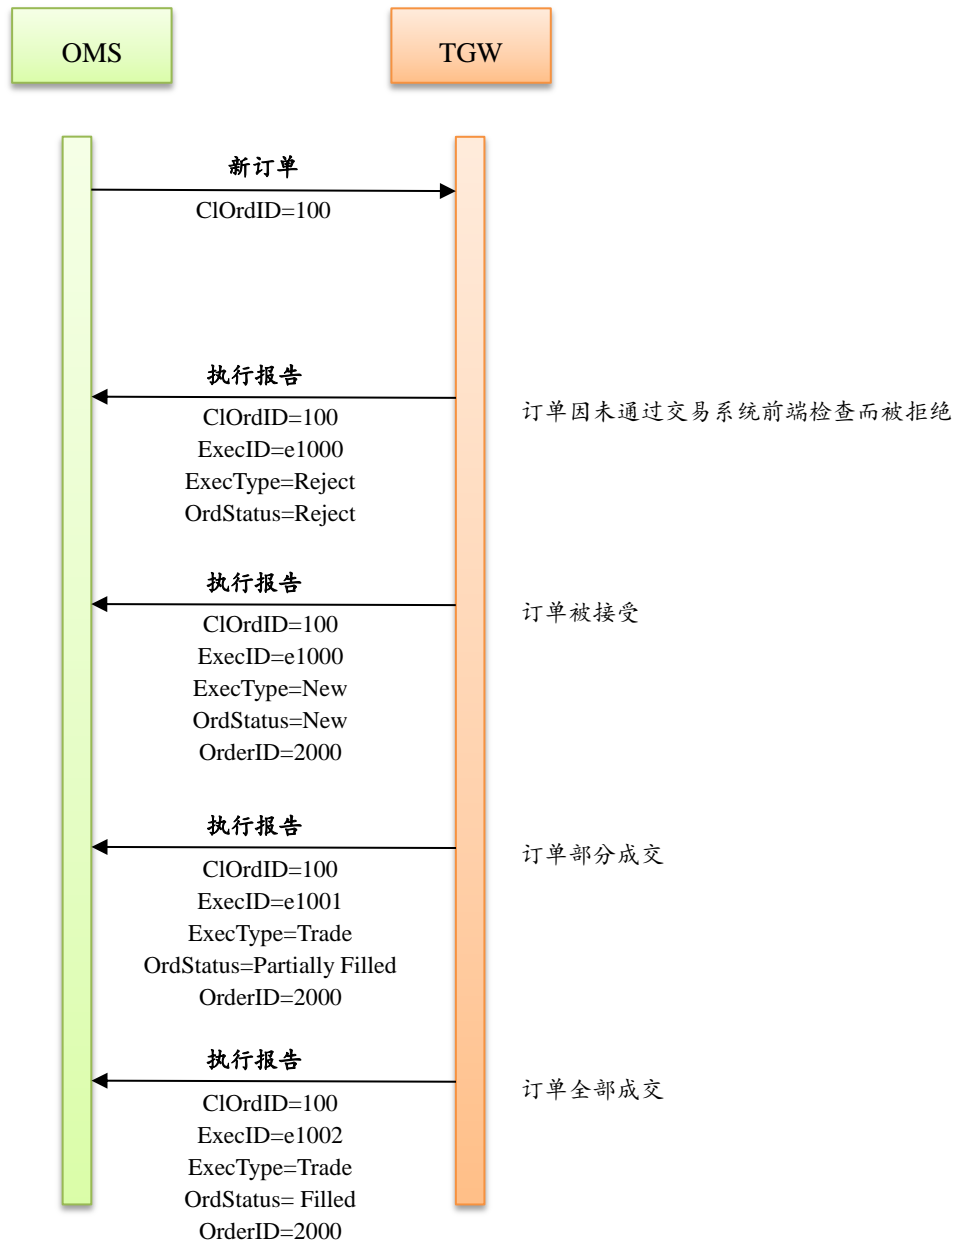 OMS
TGW
新订单
ClOrdID=100
执行报告
ClOrdID=100
ExecID=e1000
ExecType=Reject
OrdStatus=Reject
订单因未通过交易系统前端检查而被拒绝
执行报告
ClOrdID=100
ExecID=e1000
ExecType=New
OrdStatus=New
OrderID=2000
订单被接受
执行报告
ClOrdID=100
ExecID=e1001
ExecType=Trade
OrdStatus=Partially Filled
OrderID=2000
订单部分成交
执行报告
ClOrdID=100
ExecID=e1002
ExecType=Trade
OrdStatus= Filled
OrderID=2000
订单全部成交